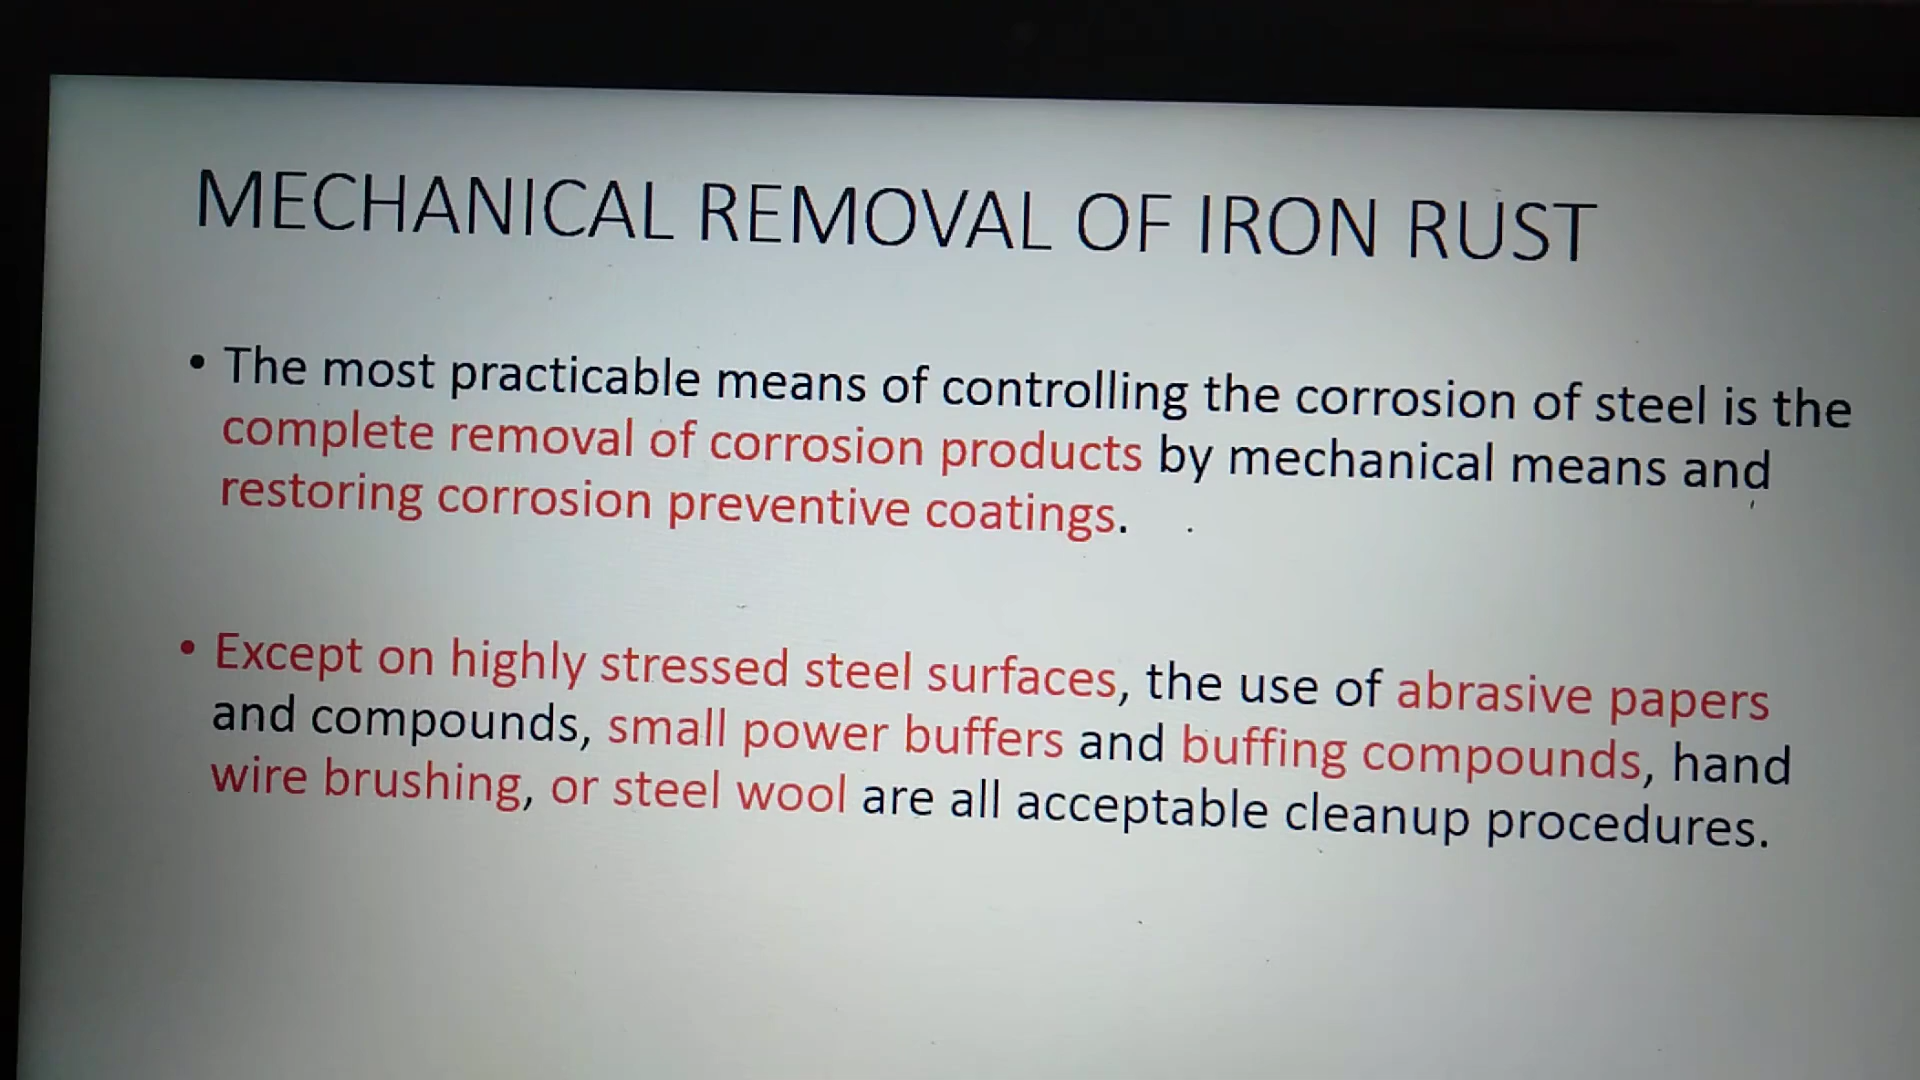 MECHANICAL REMOVAL OF IRON RUST
• The most practicable means of controlling the corrosion of steel is the
complete removal of corrosion products by mechanical means and
restoring corrosion preventive coatings.
• Except on highly stressed steel surfaces, the use of abrasive papers
and compounds, small power buffers and buffing compounds, hand
wire brushing, or steel wool are all acceptable cleanup procedures.